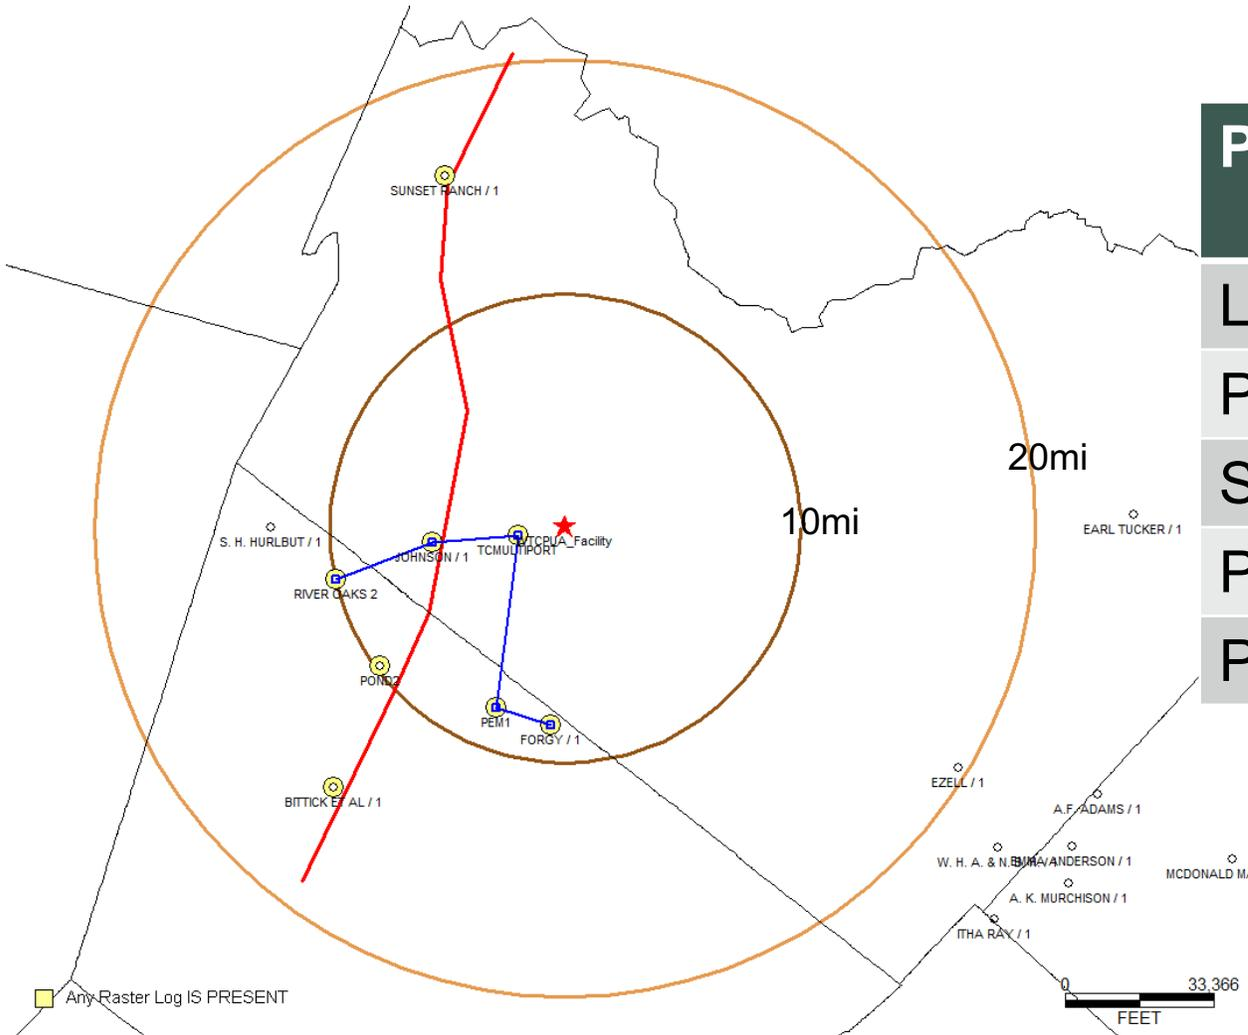 P
SUNSET RANCH / 1
L
P
20mi
S
S. H. HURLBUT / 1
10mi
EARL TUCKER / 1
JOHNSON / 1
TCMULTIPORT
WTCPUA_Facility
P
RIVER OAKS 2
POND2
P
PEM1
FORGY / 1
BITTICK ET AL / 1
EZELL / 1
A.F. ADAMS / 1
W. H. A. & N.
EMMA ANDERSON / 1
MCDONALD
A. K. MURCHISON / 1
ITHA RAY / 1
Any Raster Log IS PRESENT
0 33,366
FEET